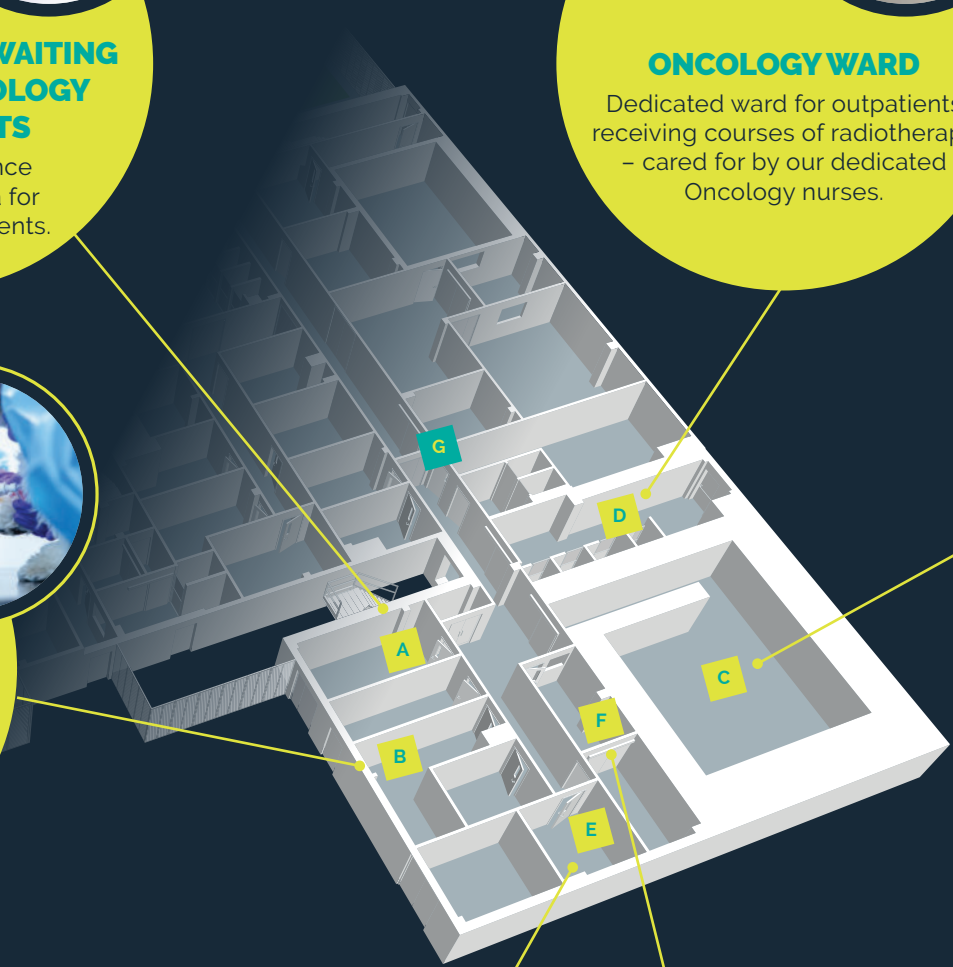 WAITING
OLOGY
TS
nce
for
ents.
ONCOLOGY WARD
Dedicated ward for outpatients
receiving courses of radiotherap
– cared for by our dedicated
Oncology nurses.
G
D
A
C
F
B
E